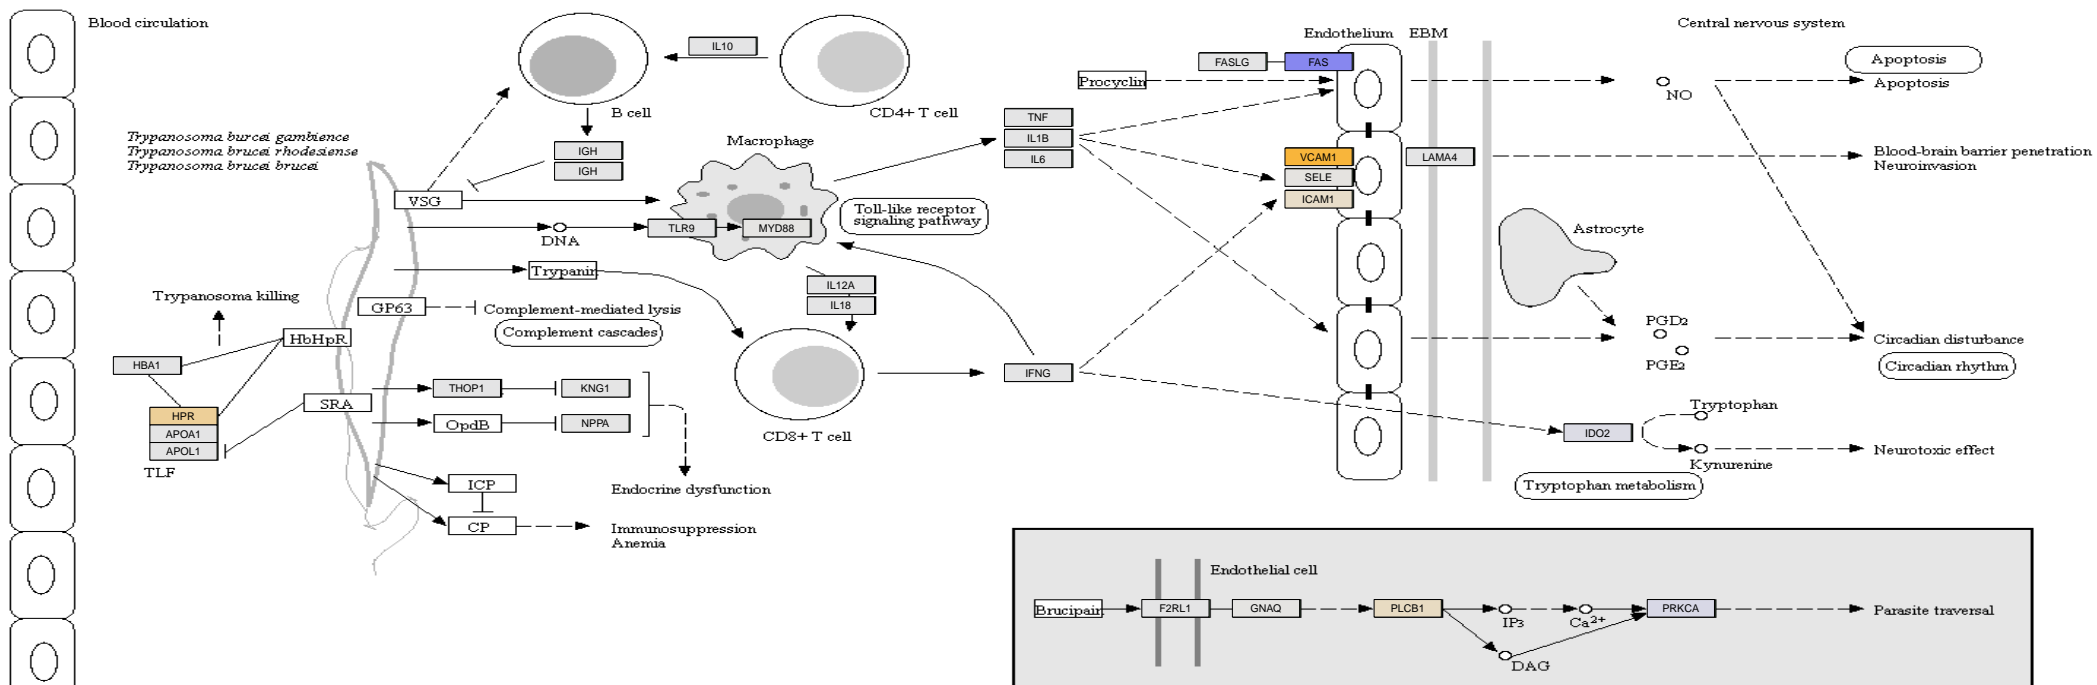 Blood circulation
IL10
B cell
CD4+ T cell
Endothelium
EBM
Central nervous system
FASLG
FAS
Procyclin
NO
Apoptosis
Apoptosis
Trypanosoma burcei gambience
Trypanosoma brucei rhodesiense
Trypanosoma brucei brucei
IGH
IGH
Macrophage
TNF
IL1B
IL6
VCAM1
SELE
ICAM1
LAMA4
Blood-brain barrier penetration
Neuroinvasion
VSG
DNA
TLR9
MYD88
Toll-like receptor
signaling pathway
Astrocyte
Trypanin
IL12A
IL18
Trypanosoma killing
GP63
Complement-mediated lysis
Complement cascades
HbHpR
HBA1
PGD2
PGE2
Circadian disturbance
Circadian rhythm
IFNG
THOP1
KNG1
SRA
HPR
APOA1
APOL1
TLF
OpdB
NPPA
CD8+ T cell
Tryptophan
IDO2
Kynurenine
Neurotoxic effect
Tryptophan metabolism
ICP
Endocrine dysfunction
CP
Immunosuppression
Anemia
Endothelial cell
Brucipain
F2RL1
GNAQ
PLCB1
IP3
Ca2+
PRKCA
Parasite traversal
DAG